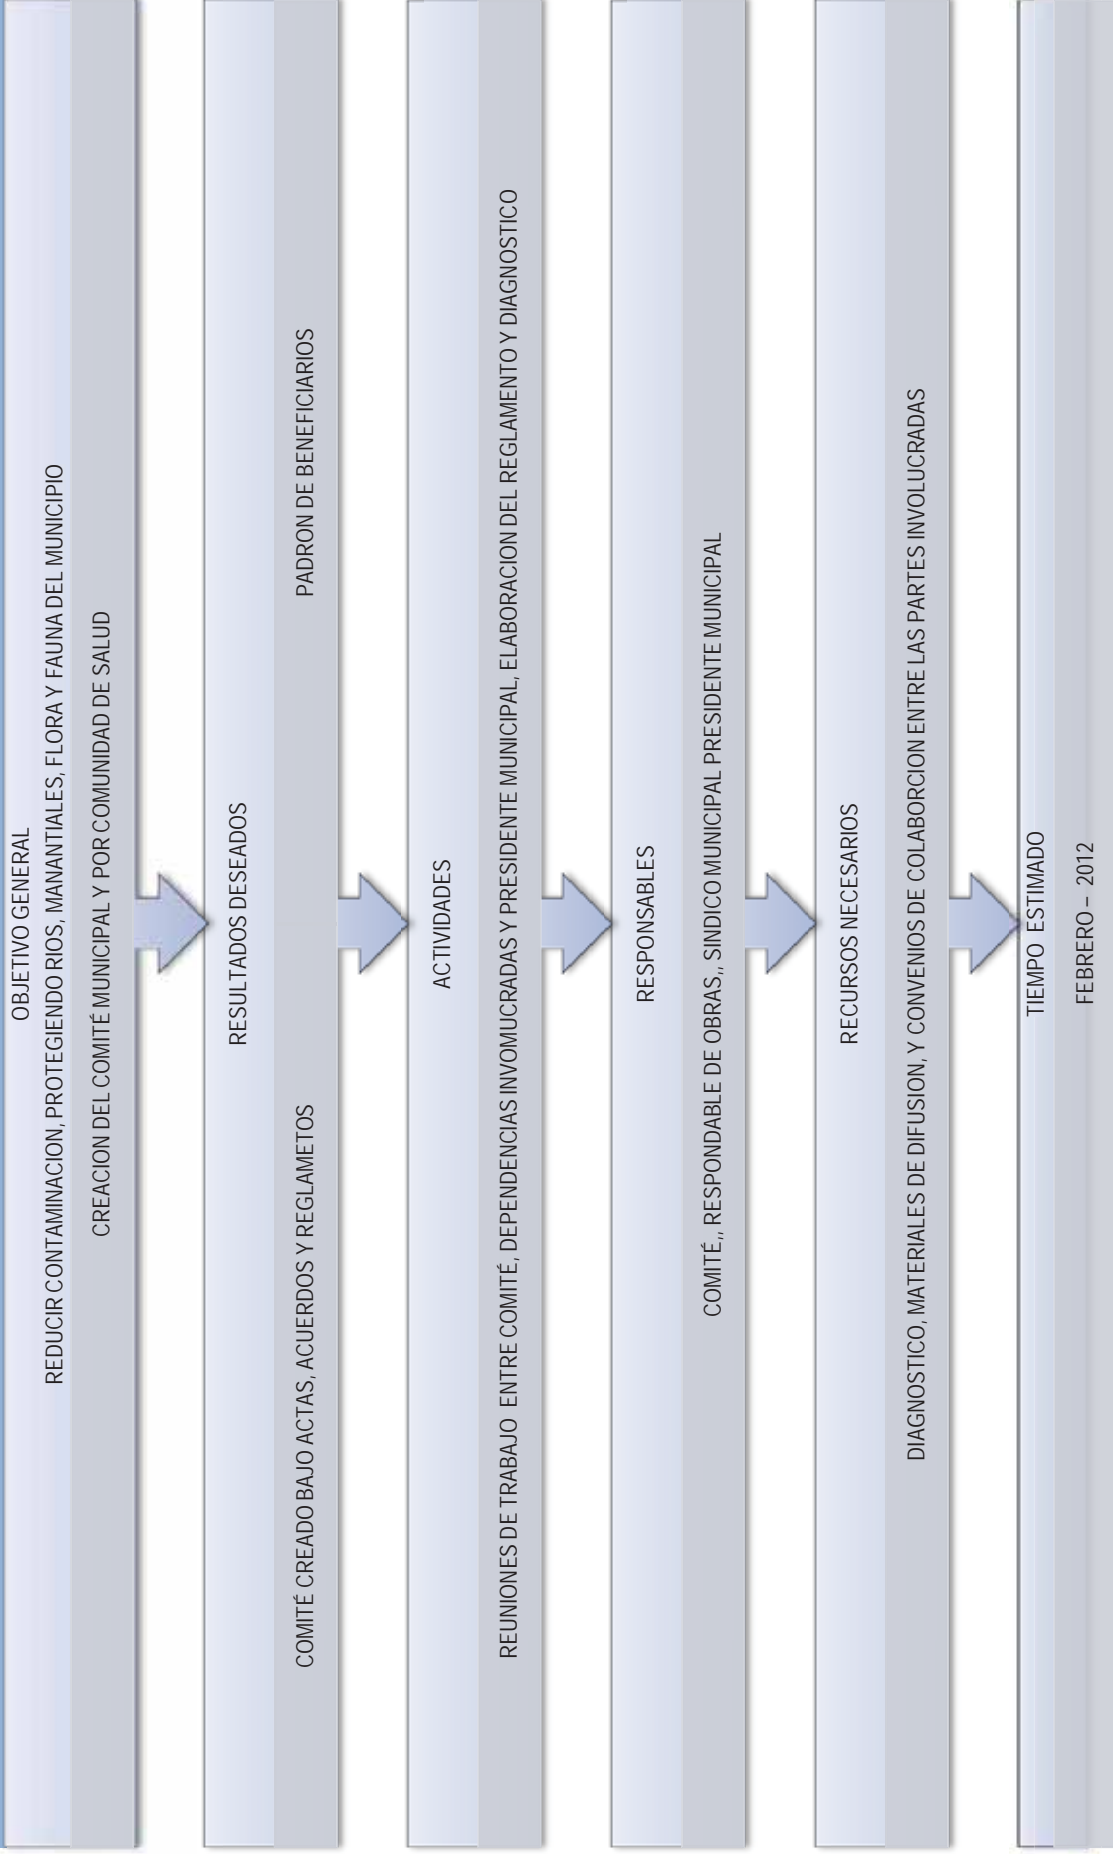 OBJETIVO GENERAL
REDUCIR CONTAMINACION, PROTEGIENDO RIOS, MANANTIALES, FLORA Y FAUNA DEL MUNICIPIO
CREACION DEL COMITÉ MUNICIPAL Y POR COMUNIDAD DE SALUD
RESULTADOS DESEADOS
COMITÉ CREADO BAJO ACTAS, ACUERDOS Y REGLAMETOS
PADRON DE BENEFICIARIOS
ACTIVIDADES
REUNIONES DE TRABAJO ENTRE COMITÉ, DEPENDENCIAS INVOMUCRADAS Y PRESIDENTE MUNICIPAL, ELABORACION DEL REGLAMENTO Y DIAGNOSTICO
RESPONSABLES
COMITÉ,, RESPONDABLE DE OBRAS,, SINDICO MUNICIPAL PRESIDENTE MUNICIPAL
RECURSOS NECESARIOS
DIAGNOSTICO, MATERIALES DE DIFUSION, Y CONVENIOS DE COLABORCION ENTRE LAS PARTES INVOLUCRADAS
TIEMPO ESTIMADO
FEBRERO – 2012